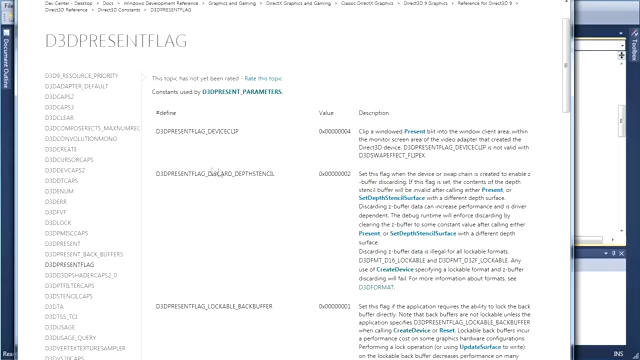 Dev Center - Desktop > Docs > Windows Development Reference > Graphics and Gaming > DirectX Graphics and Gaming > Classic DirectX Graphics > Direct3D 9 Graphics > Reference for Direct3D 9 >
Direct3D Reference > Direct3D Constants > D3DPRESENTFLAG
File
Document Outline
Toolbox
D3DPRESENTFLAG
D3D9_RESOURCE_PRIORITY
D3DADAPTER_DEFAULT
D3DCAPS2
D3DCAPS3
D3DCLEAR
D3DCOMPOSERECTS_MAXNUMREC
D3DCONVOLUTIONMONO
D3DCREATE
D3DCURSORCAPS
D3DDEVCAPS2
D3DDTCAPS
D3DENUM
D3DERR
D3DFVF
D3DLOCK
D3DPMISCCAPS
D3DPRESENT
D3DPRESENT_BACK_BUFFERS
D3DPRESENTFLAG
D3DD3DPSHADERCAPS2_0
D3DPTFILTERCAPS
D3DSTENCILCAPS
D3DTA
D3DTSS_TCI
D3DUSAGE
D3DUSAGE_QUERY
D3DVERTEXTEXTURESAMPLER
D3DVS20CAPS
This topic has not yet been rated - Rate this topic
Constants used by D3DPRESENT_PARAMETERS.
#define Value Description
D3DPRESENTFLAG_DEVICECLIP 0x00000004 Clip a windowed Present blit into the window client area, within
the monitor screen area of the video adapter that created the
Direct3D device. D3DPRESENTFLAG_DEVICECLIP is not valid with
D3DSWAPEFFECT_FLIPEX.
D3DPRESENTFLAG_DISCARD_DEPTHSTENCIL 0x00000002 Set this flag when the device or swap chain is created to enable z
-buffer discarding. If this flag is set, the contents of the depth
stencil buffer will be invalid after calling either Present, or
SetDepthStencilSurface with a different depth surface.
Discarding z-buffer data can increase performance and is driver
dependent. The debug runtime will enforce discarding by
clearing the z-buffer to some constant value after calling either
Present, or SetDepthStencilSurface with a different depth
surface.
Discarding z-buffer data is illegal for all lockable formats,
D3DFMT_D16_LOCKABLE and D3DFMT_D32F_LOCKABLE. Any
use of CreateDevice specifying a lockable format and z-buffer
discarding will fail. For more information about formats, see
D3DFORMAT.
D3DPRESENTFLAG_LOCKABLE_BACKBUFFER 0x00000001 Set this flag if the application requires the ability to lock the back
buffer directly. Note that back buffers are not lockable unless the
application specifies D3DPRESENTFLAG_LOCKABLE_BACKBUFFER
when calling CreateDevice or Reset. Lockable back buffers incur
a performance cost on some graphics hardware configurations.
Performing a lock operation (or using UpdateSurface to write)
on the lockable back buffer decreases performance on many
INS